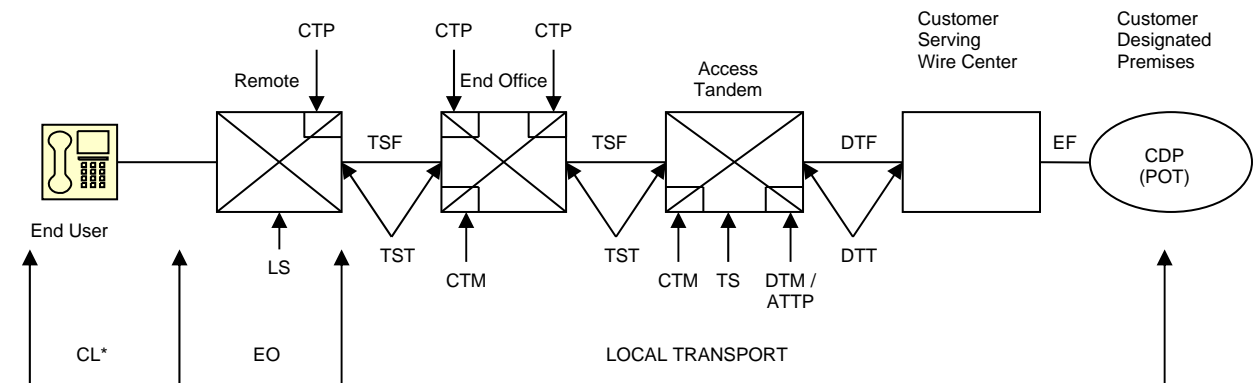 Customer
Serving
Wire Center
Customer
Designated
Premises
CTP
CTP
CTP
Remote
End Office
Access
Tandem
TSF
TSF
DTF
EF
CDP
(POT)
End User
LS
TST
CTM
TST
CTM
TS
DTM /
ATTP
DTT
CL*
EO
LOCAL TRANSPORT